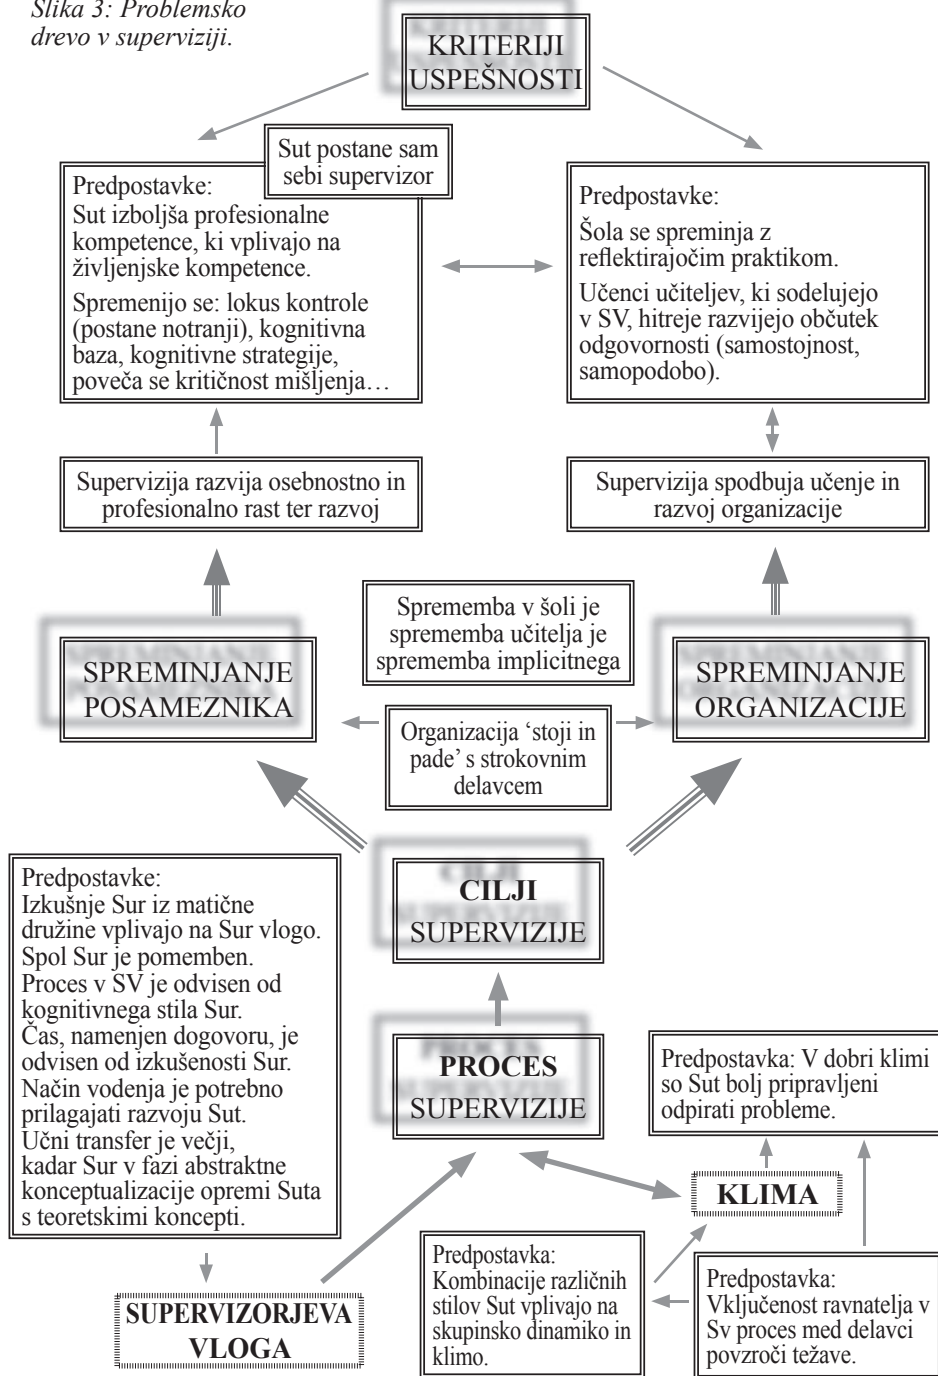 Slika 3: Problemsko
drevo v superviziji.
KRITERIJI
USPEŠNOSTI
Sut postane sam
sebi supervizor
Predpostavke:
Sut izboljša profesionalne
kompetence, ki vplivajo na
življenjske kompetence.
Spremenijo se: lokus kontrole
(postane notranji), kognitivna
baza, kognitivne strategije,
poveča se kritičnost mišljenja…
Predpostavke:
Šola se spreminja z
reflektirajočim praktikom.
Učenci učiteljev, ki sodelujejo
v SV, hitreje razvijejo občutek
odgovornosti (samostojnost,
samopodobo).
Supervizija razvija osebnostno in
profesionalno rast ter razvoj
Supervizija spodbuja učenje in
razvoj organizacije
Sprememba v šoli je
sprememba učitelja je
sprememba implicitnega
SPREMINJANJE
POSAMEZNIKA
SPREMINJANJE
ORGANIZACIJE
Organizacija ‘stoji in
pade’ s strokovnim
delavcem
CILJI
SUPERVIZIJE
Predpostavke:
Izkušnje Sur iz matične
družine vplivajo na Sur vlogo.
Spol Sur je pomemben.
Proces v SV je odvisen od
kognitivnega stila Sur.
Čas, namenjen dogovoru, je
odvisen od izkušenosti Sur.
Način vodenja je potrebno
prilagajati razvoju Sut.
Učni transfer je večji,
kadar Sur v fazi abstraktne
konceptualizacije opremi Suta
s teoretskimi koncepti.
PROCES
SUPERVIZIJE
Predpostavka: V dobri klimi
so Sut bolj pripravljeni
odpirati probleme.
KLIMA
SUPERVIZORJEVA
VLOGA
Predpostavka:
Kombinacije različnih
stilov Sut vplivajo na
skupinsko dinamiko in
klimo.
Predpostavka:
Vključenost ravnatelja v
Sv proces med delavci
povzroči težave.